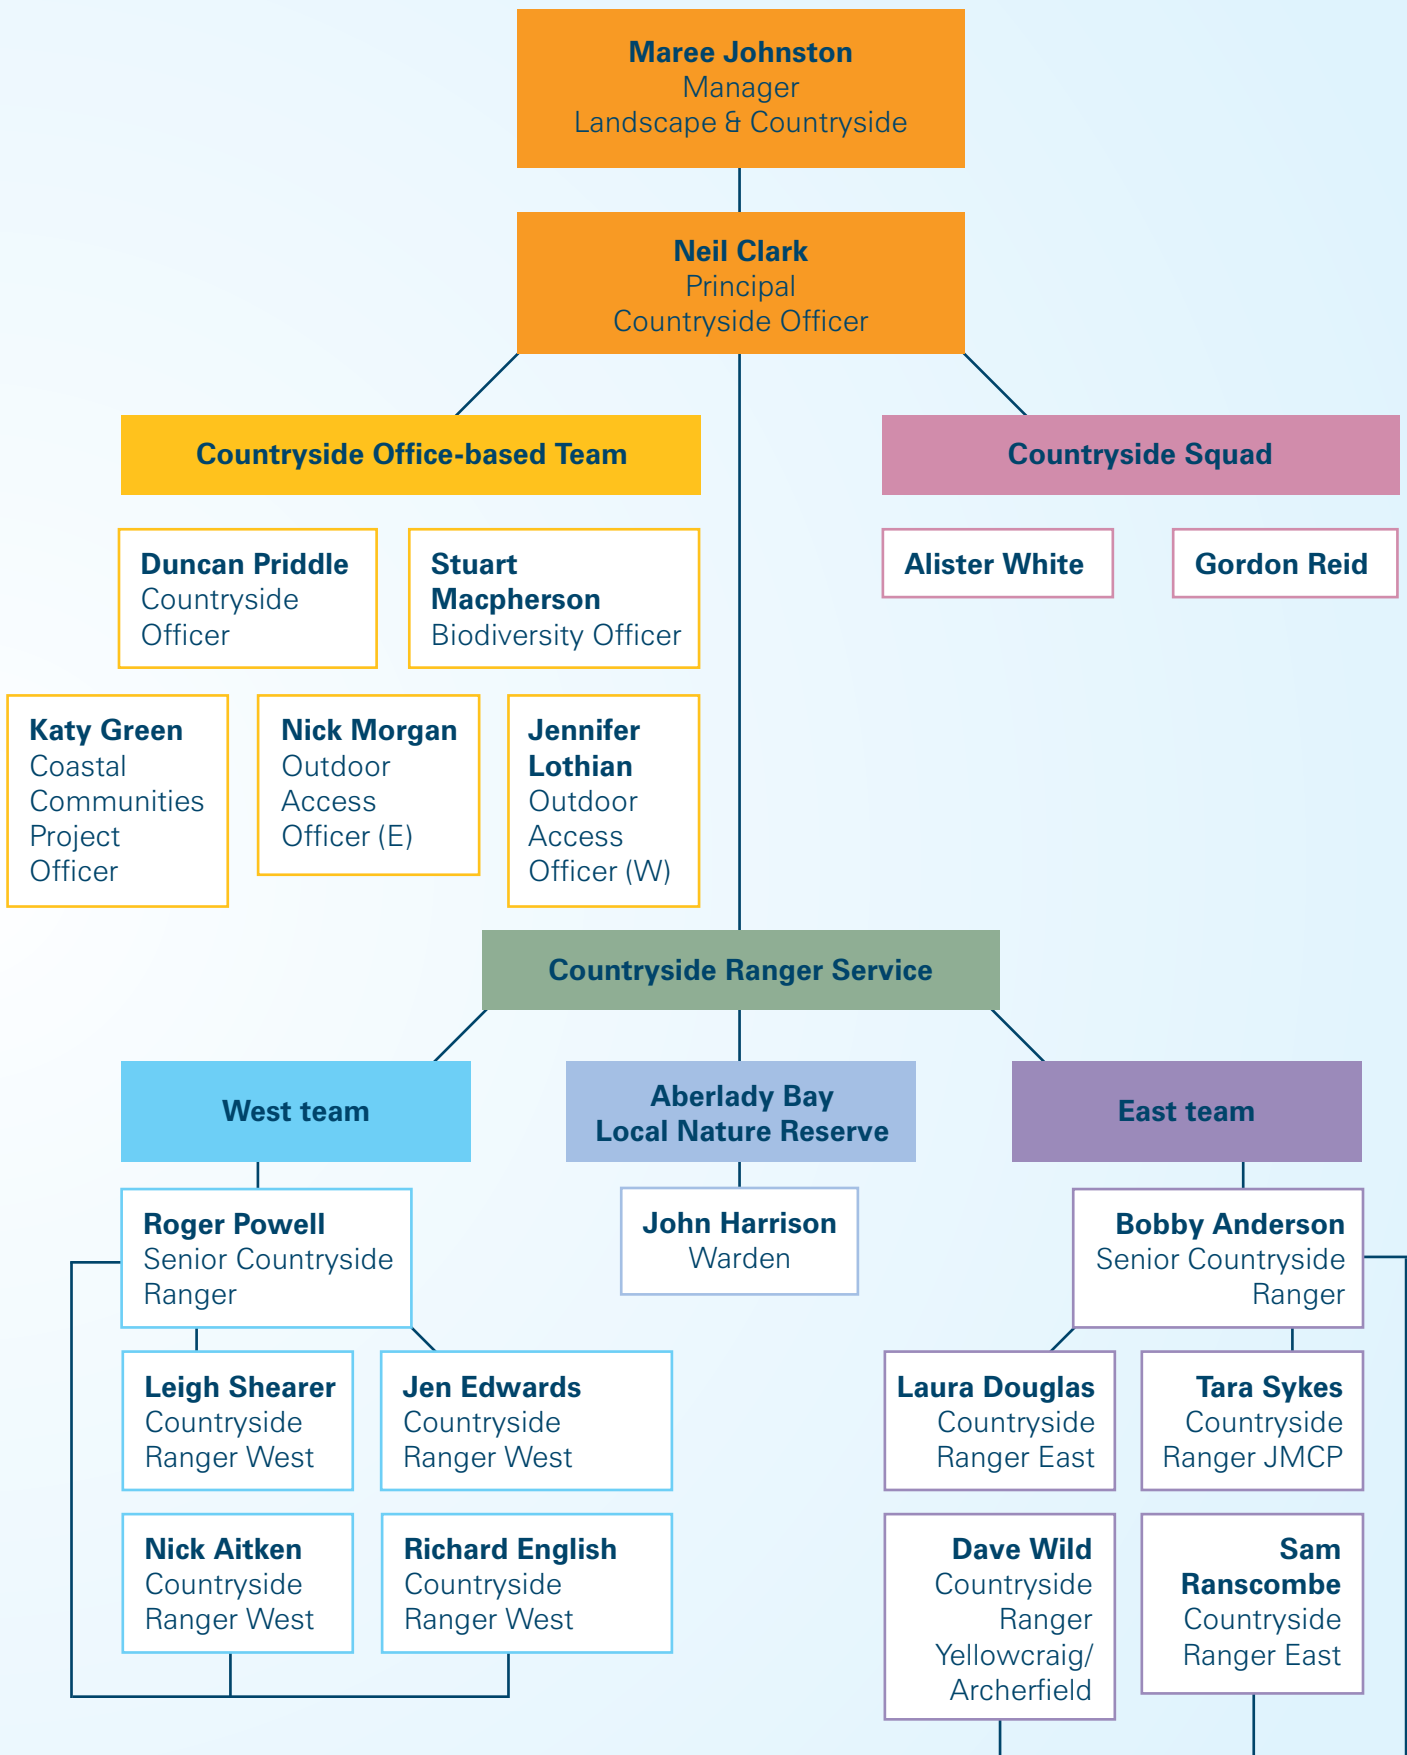 Maree Johnston
Manager
Landscape & Countryside
Neil Clark
Principal
Countryside Officer
Countryside Office-based Team
Countryside Squad
Duncan Priddle
Countryside
Officer
Stuart
Macpherson
Biodiversity Officer
Alister White
Gordon Reid
Katy Green
Coastal
Communities
Project
Officer
Nick Morgan
Outdoor
Access
Officer (E)
Jennifer
Lothian
Outdoor
Access
Officer (W)
Countryside Ranger Service
West team
Aberlady Bay
Local Nature Reserve
East team
Roger Powell
Senior Countryside
Ranger
John Harrison
Warden
Bobby Anderson
Senior Countryside
Ranger
Leigh Shearer
Countryside
Ranger West
Jen Edwards
Countryside
Ranger West
Laura Douglas
Countryside
Ranger East
Tara Sykes
Countryside
Ranger JMCP
Nick Aitken
Countryside
Ranger West
Richard English
Countryside
Ranger West
Dave Wild
Countryside
Ranger
Yellowcraig/
Archerfield
Sam
Ranscombe
Countryside
Ranger East